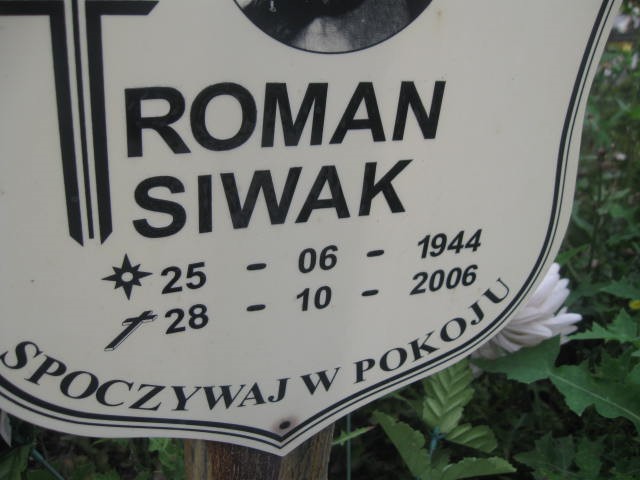 ROMAN
SIWAK
25 - 06 - 1944
28 - 10 - 2006
SPOCZYWAJ W POKOJU